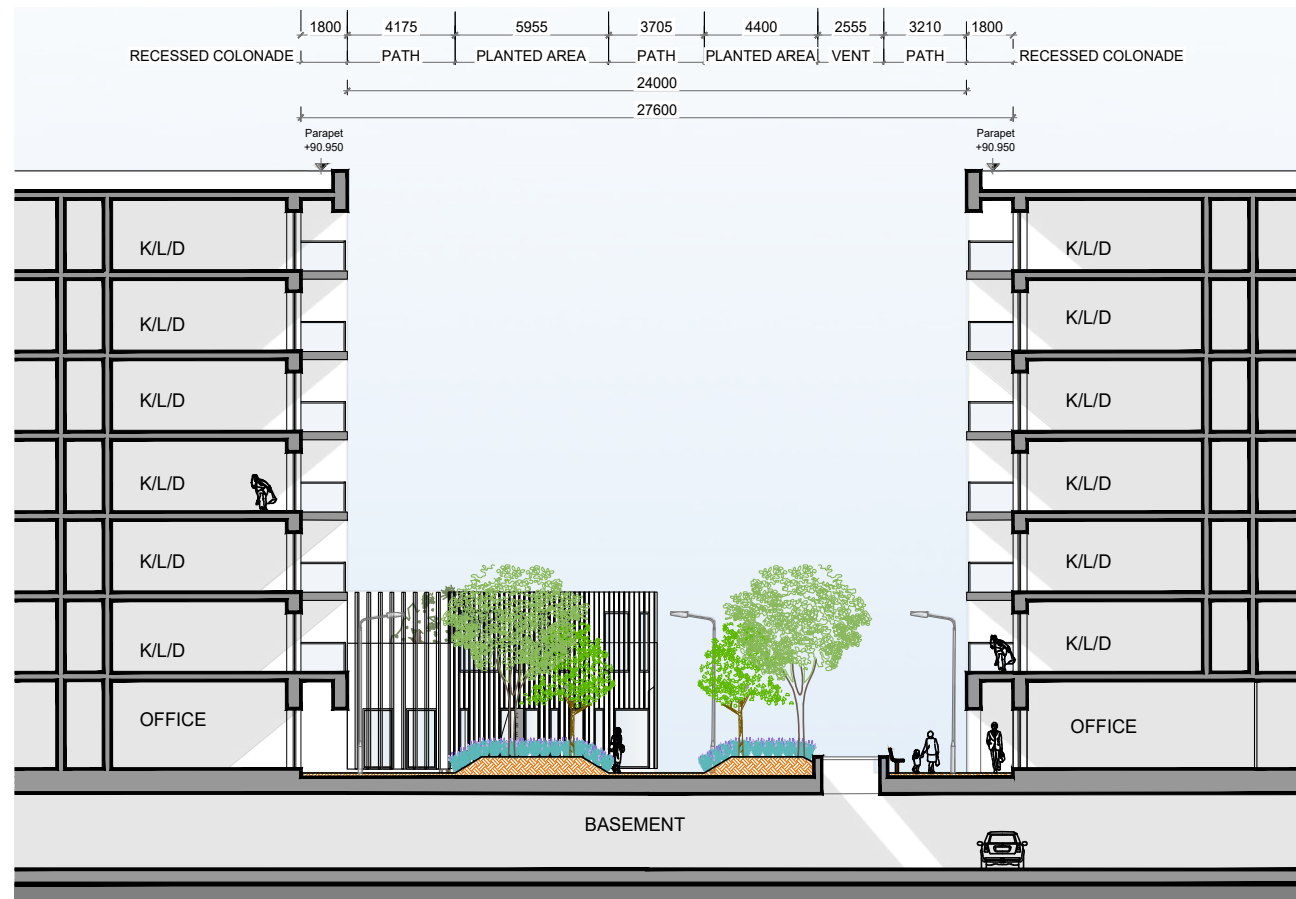 1800 4175 5955 3705 4400 2555 3210 1800
RECESSED COLONADE PATH PLANTED AREA PATH PLANTED AREA VENT PATH RECESSED COLONADE
24000
27600
Parapet
+90.950
Parapet
+90.950
K/L/D
K/L/D
K/L/D
K/L/D
K/L/D
K/L/D
K/L/D
K/L/D
K/L/D
K/L/D
K/L/D
K/L/D
OFFICE
OFFICE
BASEMENT